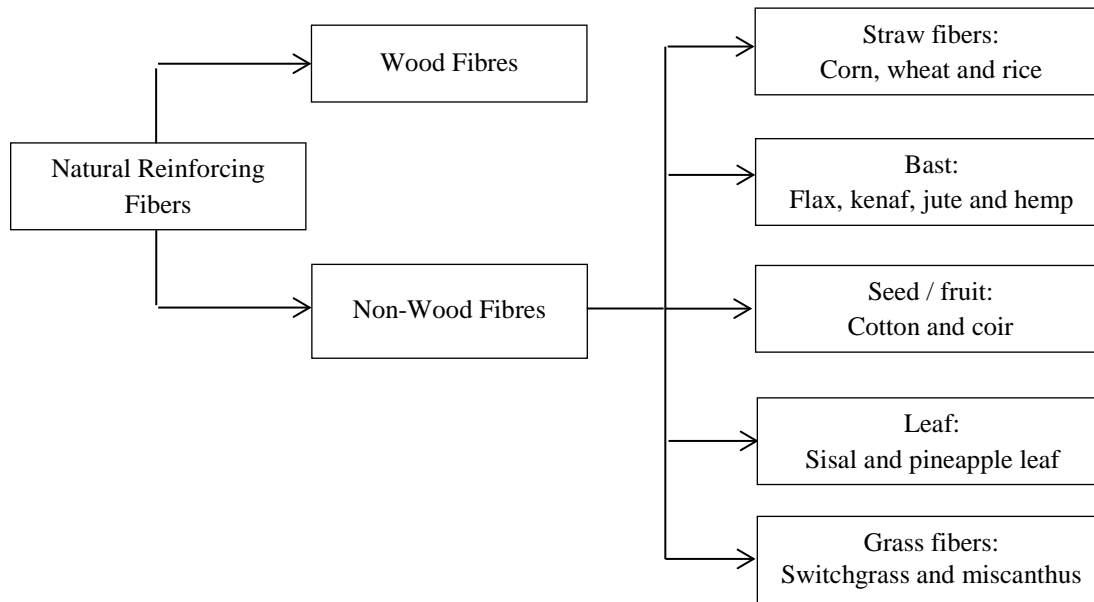 Natural Reinforcing
Fibers
Wood Fibres
Non-Wood Fibres
Straw fibers:
Corn, wheat and rice
Bast:
Flax, kenaf, jute and hemp
Seed / fruit:
Cotton and coir
Leaf:
Sisal and pineapple leaf
Grass fibers:
Switchgrass and miscanthus